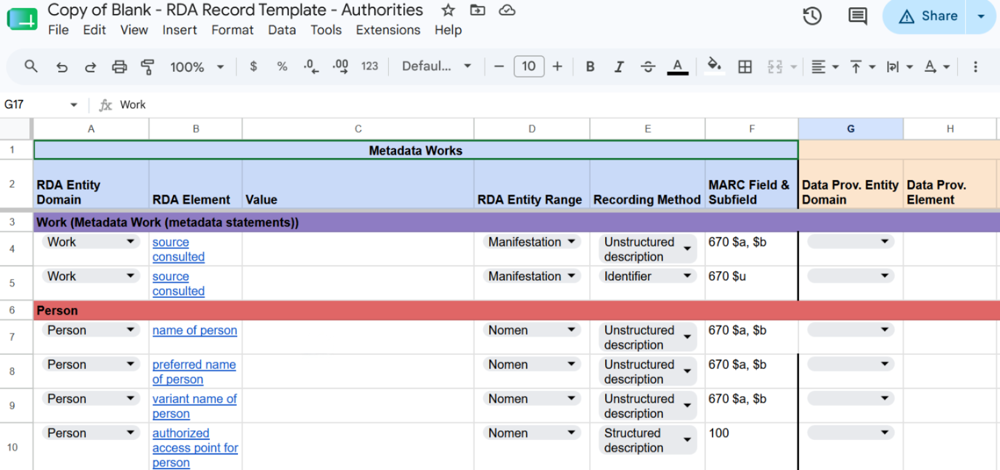 Copy of Blank - RDA Record Template - Authorities
File Edit View Insert Format Data Tools Extensions Help
Share
100% $ % .0 .00 123 Defaul... − 10 + B I A A
G17 fx Work
A B C D E F G H
1 Metadata Works
2 RDA Entity Domain RDA Element Value RDA Entity Range Recording Method MARC Field & Subfield Data Prov. Entity Domain Data Prov. Element
3 Work (Metadata Work (metadata statements))
4 Work source consulted Manifestation Unstructured description 670 $a, $b
5 Work source consulted Manifestation Identifier 670 $u
6 Person
7 Person name of person Nomen Unstructured description 670 $a, $b
8 Person preferred name of person Nomen Unstructured description 670 $a, $b
9 Person variant name of person Nomen Unstructured description 670 $a, $b
10 Person authorized access point for person Nomen Structured description 100